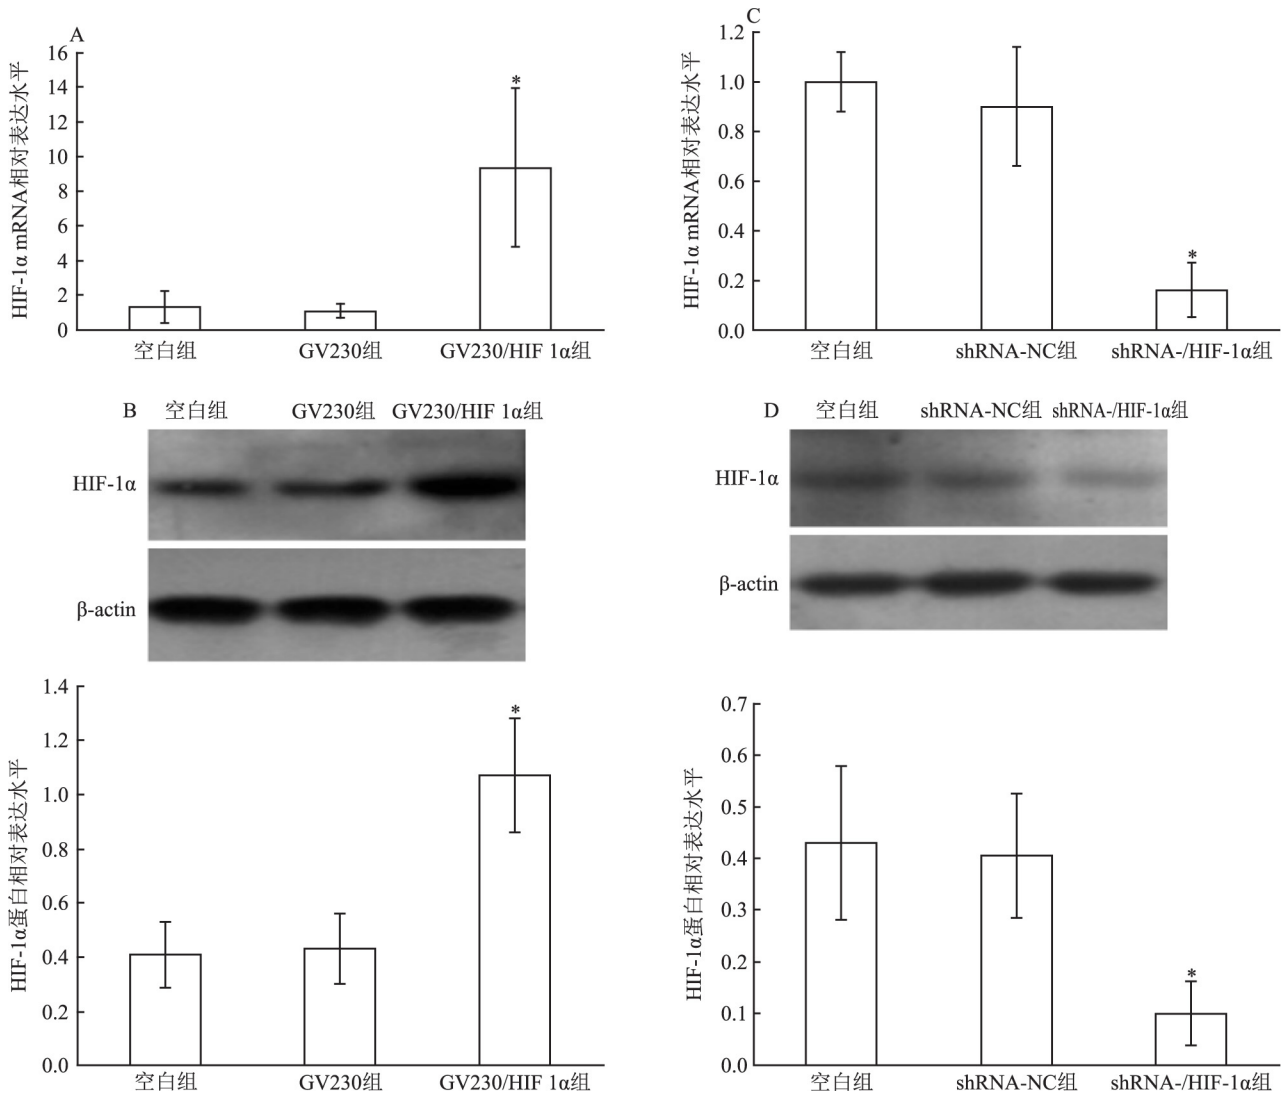 A
HIF-1α mRNA相对表达水平
16
14
12
10
8
6
4
2
0
*
空白组
GV230组
GV230/HIF 1α组
C
HIF-1α mRNA相对表达水平
1.2
1.0
0.8
0.6
0.4
0.2
0.0
*
空白组
shRNA-NC组
shRNA-/HIF-1α组
B
空白组
GV230组
GV230/HIF 1α组
HIF-1α
β-actin
HIF-1α蛋白相对表达水平
1.4
1.2
1.0
0.8
0.6
0.4
0.2
0.0
*
空白组
GV230组
GV230/HIF 1α组
D
空白组
shRNA-NC组
shRNA-/HIF-1α组
HIF-1α
β-actin
HIF-1α蛋白相对表达水平
0.7
0.6
0.5
0.4
0.3
0.2
0.1
0.0
*
空白组
shRNA-NC组
shRNA-/HIF-1α组